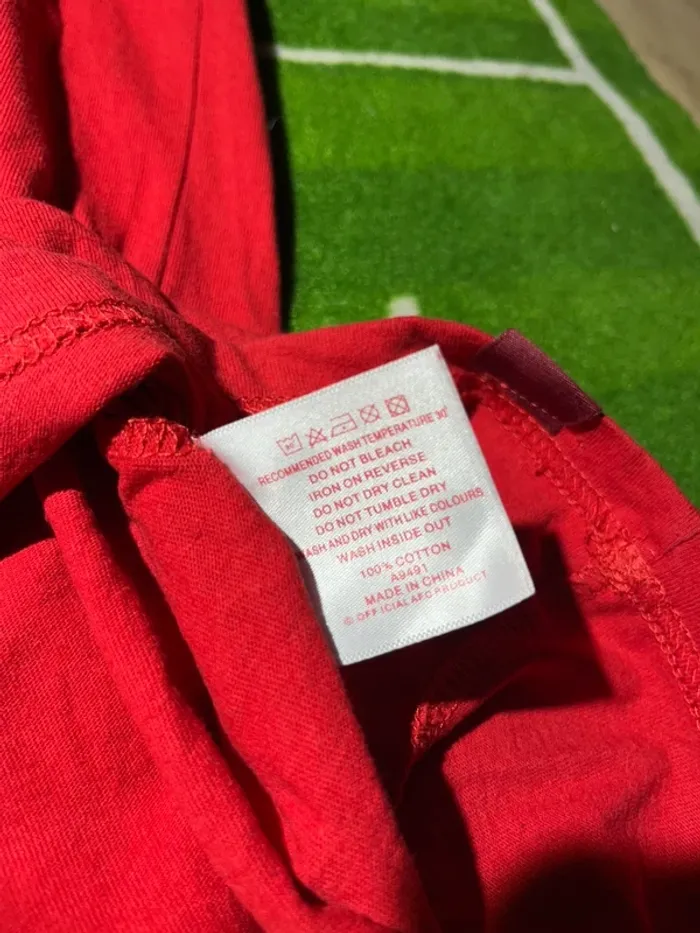 RECOMMENDED WASH TEMPERATURE 30°
DO NOT BLEACH
IRON ON REVERSE
DO NOT DRY CLEAN
DO NOT TUMBLE DRY
ASH AND DRY WITH LIKE COLOURS
WASH INSIDE OUT
100% COTTON
A9491
MADE IN CHINA
© OFFICIAL AFC PRODUCT